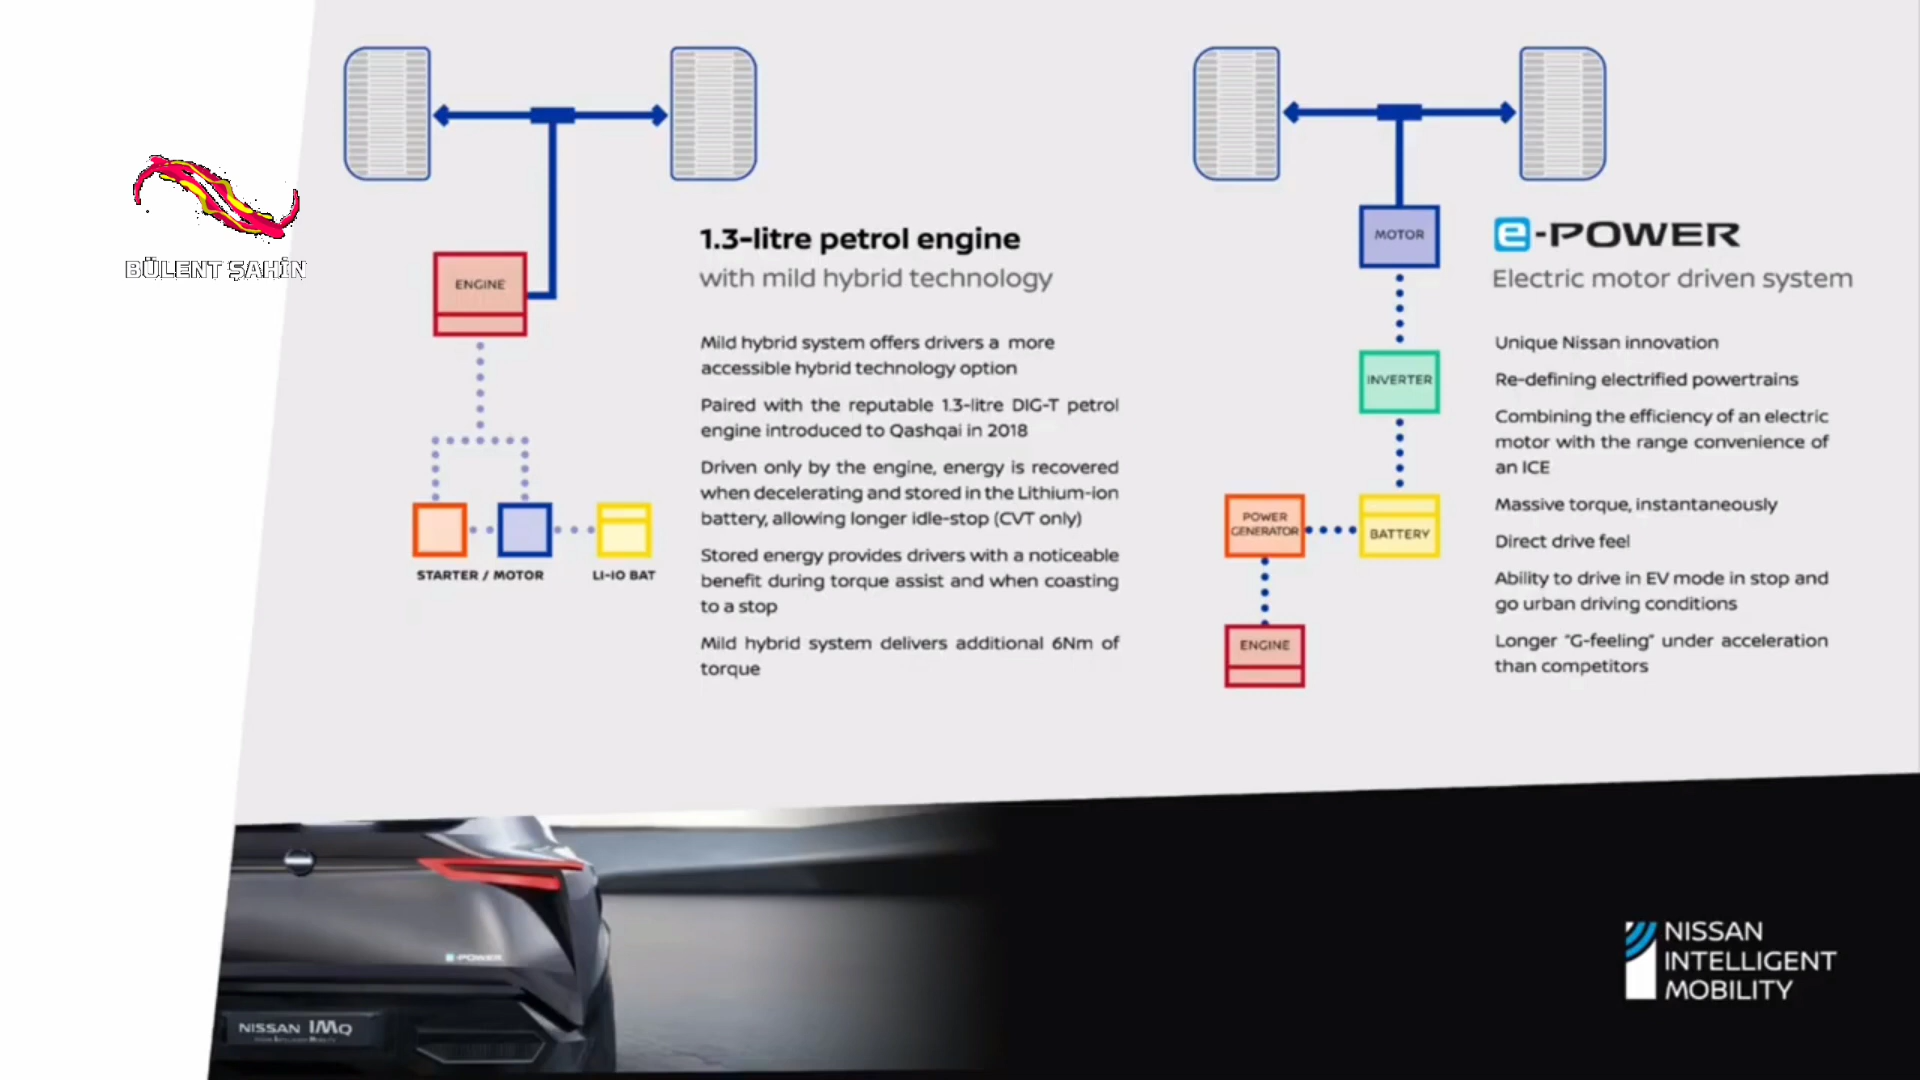 BÜLENT ŞAHİN
ENGINE
STARTER / MOTOR
LI-IO BAT
1.3-litre petrol engine
with mild hybrid technology
Mild hybrid system offers drivers a more
accessible hybrid technology option
Paired with the reputable 1.3-litre DIG-T petrol
engine introduced to Qashqai in 2018
Driven only by the engine, energy is recovered
when decelerating and stored in the Lithium-ion
battery, allowing longer idle-stop (CVT only)
Stored energy provides drivers with a noticeable
benefit during torque assist and when coasting
to a stop
Mild hybrid system delivers additional 6Nm of
torque
MOTOR
INVERTER
POWER
GENERATOR
BATTERY
ENGINE
e-POWER
Electric motor driven system
Unique Nissan innovation
Re-defining electrified powertrains
Combining the efficiency of an electric
motor with the range convenience of
an ICE
Massive torque, instantaneously
Direct drive feel
Ability to drive in EV mode in stop and
go urban driving conditions
Longer "G-feeling" under acceleration
than competitors
e-POWER
NISSAN IMQ
NISSAN
INTELLIGENT
MOBILITY